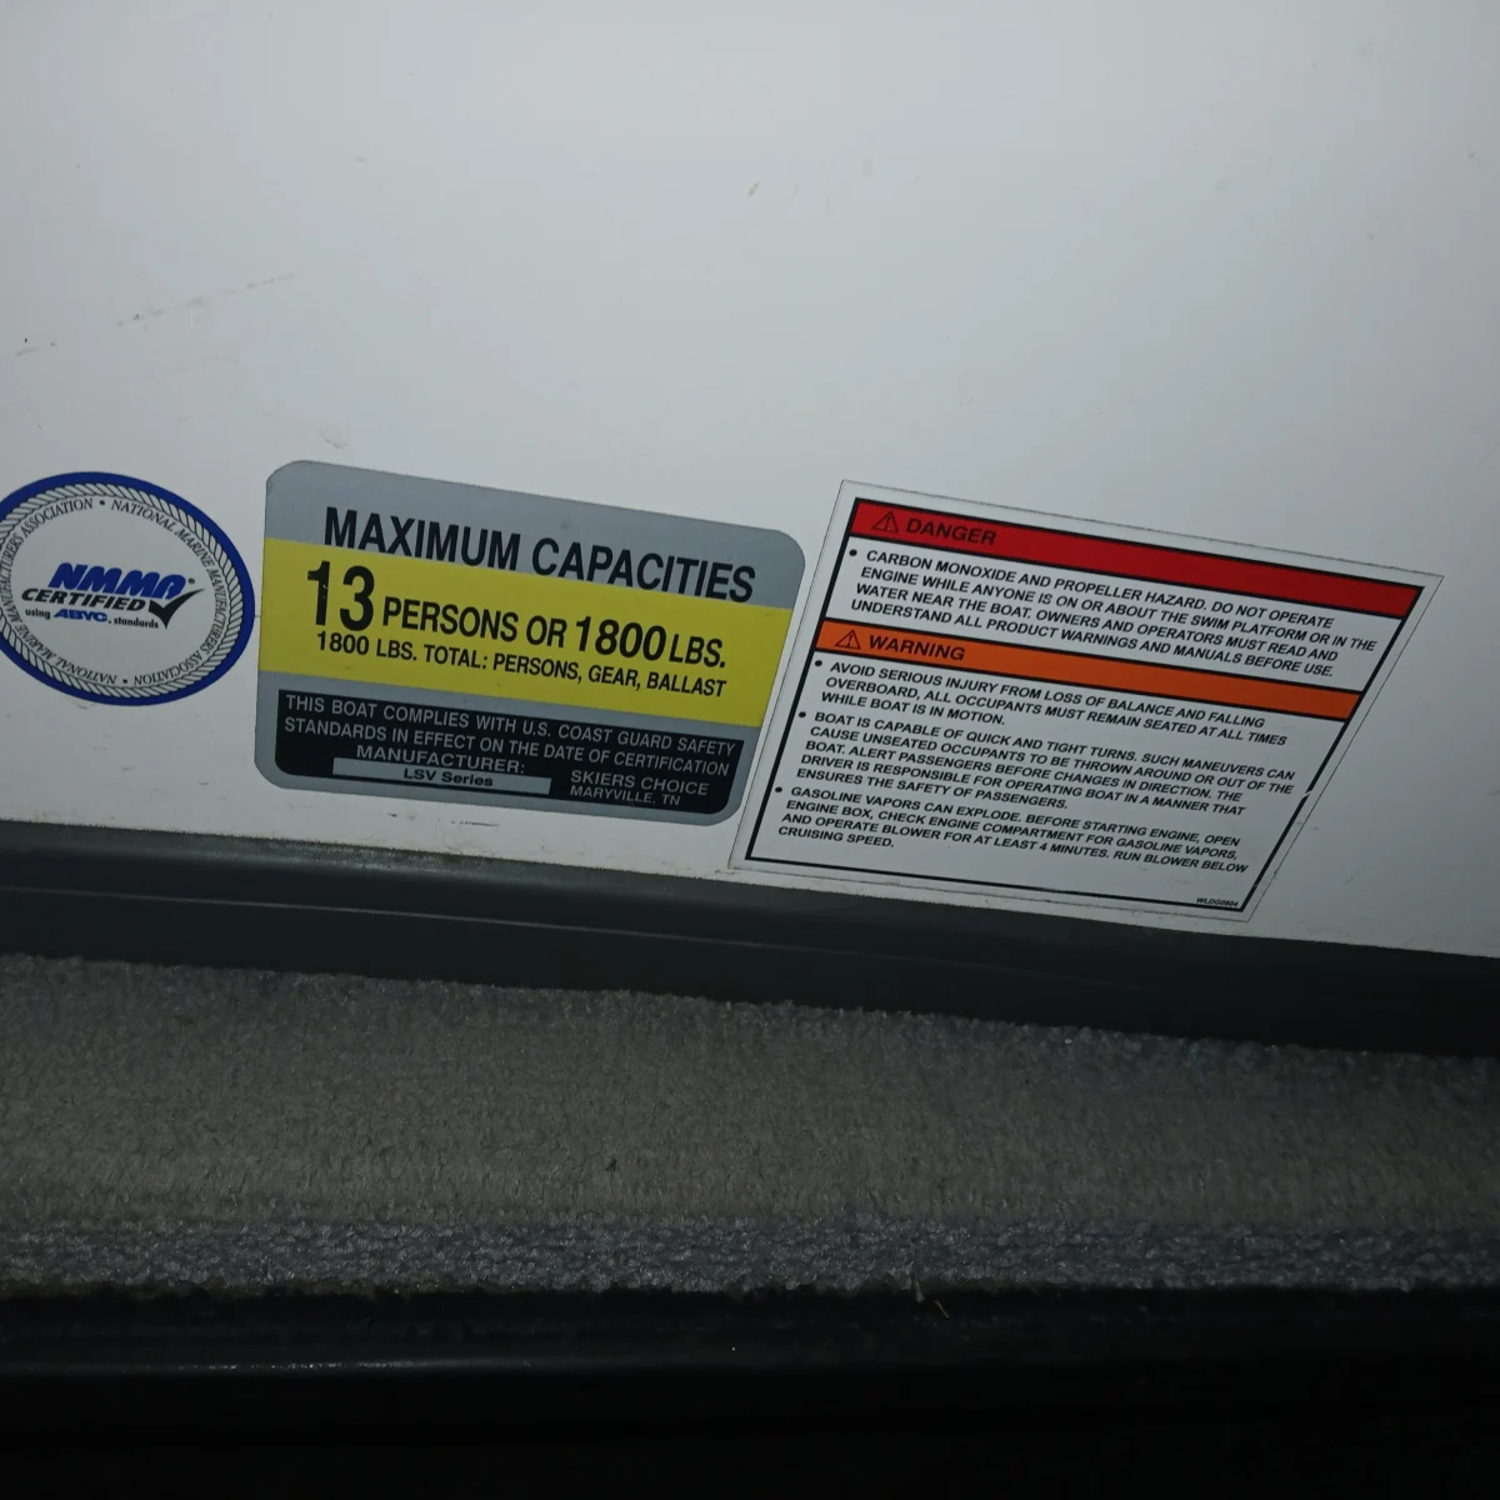 NATIONAL MARINE MANUFACTURERS ASSOCIATION • NATIONAL MARINE MANUFACTURERS ASSOCIATION •
NMMA®
CERTIFIED
using ABYC. standards
MAXIMUM CAPACITIES
13 PERSONS OR 1800 LBS.
1800 LBS. TOTAL: PERSONS, GEAR, BALLAST
THIS BOAT COMPLIES WITH U.S. COAST GUARD SAFETY
STANDARDS IN EFFECT ON THE DATE OF CERTIFICATION
MANUFACTURER:
LSV Series
SKIERS CHOICE
MARYVILLE, TN
DANGER
• CARBON MONOXIDE AND PROPELLER HAZARD. DO NOT OPERATE
ENGINE WHILE ANYONE IS ON OR ABOUT THE SWIM PLATFORM OR IN THE
WATER NEAR THE BOAT. OWNERS AND OPERATORS MUST READ AND
UNDERSTAND ALL PRODUCT WARNINGS AND MANUALS BEFORE USE.
WARNING
• AVOID SERIOUS INJURY FROM LOSS OF BALANCE AND FALLING
OVERBOARD, ALL OCCUPANTS MUST REMAIN SEATED AT ALL TIMES
WHILE BOAT IS IN MOTION.
• BOAT IS CAPABLE OF QUICK AND TIGHT TURNS. SUCH MANEUVERS CAN
CAUSE UNSEATED OCCUPANTS TO BE THROWN AROUND OR OUT OF THE
BOAT. ALERT PASSENGERS BEFORE CHANGES IN DIRECTION. THE
DRIVER IS RESPONSIBLE FOR OPERATING BOAT IN A MANNER THAT
ENSURES THE SAFETY OF PASSENGERS.
• GASOLINE VAPORS CAN EXPLODE. BEFORE STARTING ENGINE, OPEN
ENGINE BOX, CHECK ENGINE COMPARTMENT FOR GASOLINE VAPORS,
AND OPERATE BLOWER FOR AT LEAST 4 MINUTES. RUN BLOWER BELOW
CRUISING SPEED.